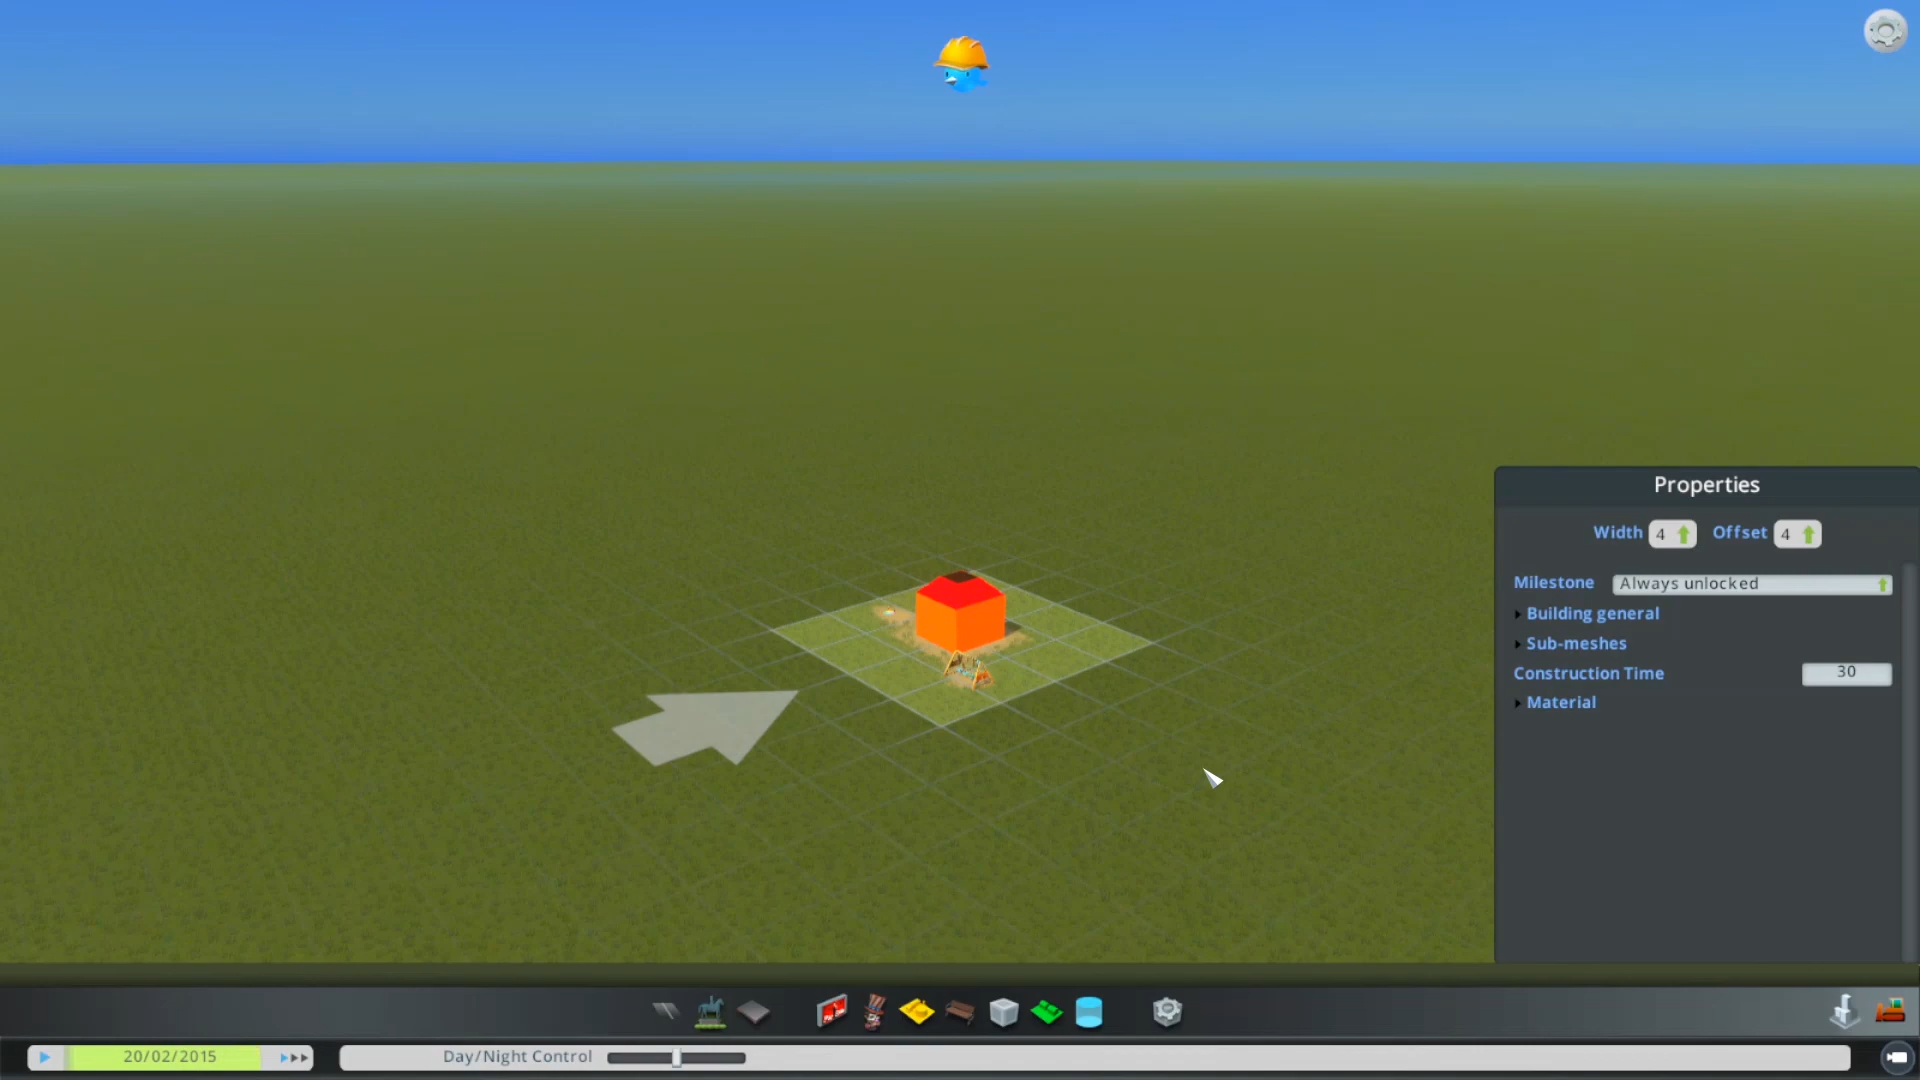 Properties
Width 4 Offset 4
Milestone Always unlocked
Building general
Sub-meshes
Construction Time 30
Material
20/02/2015 Day/Night Control